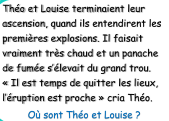 Théo et Louise terminaient leur
ascension, quand ils entendirent les
premières explosions. Il faisait
vraiment très chaud et un panache
de fumée s'élevait du grand trou.
« Il est temps de quitter les lieux,
l'éruption est proche » cria Théo.
Où sont Théo et Louise ?